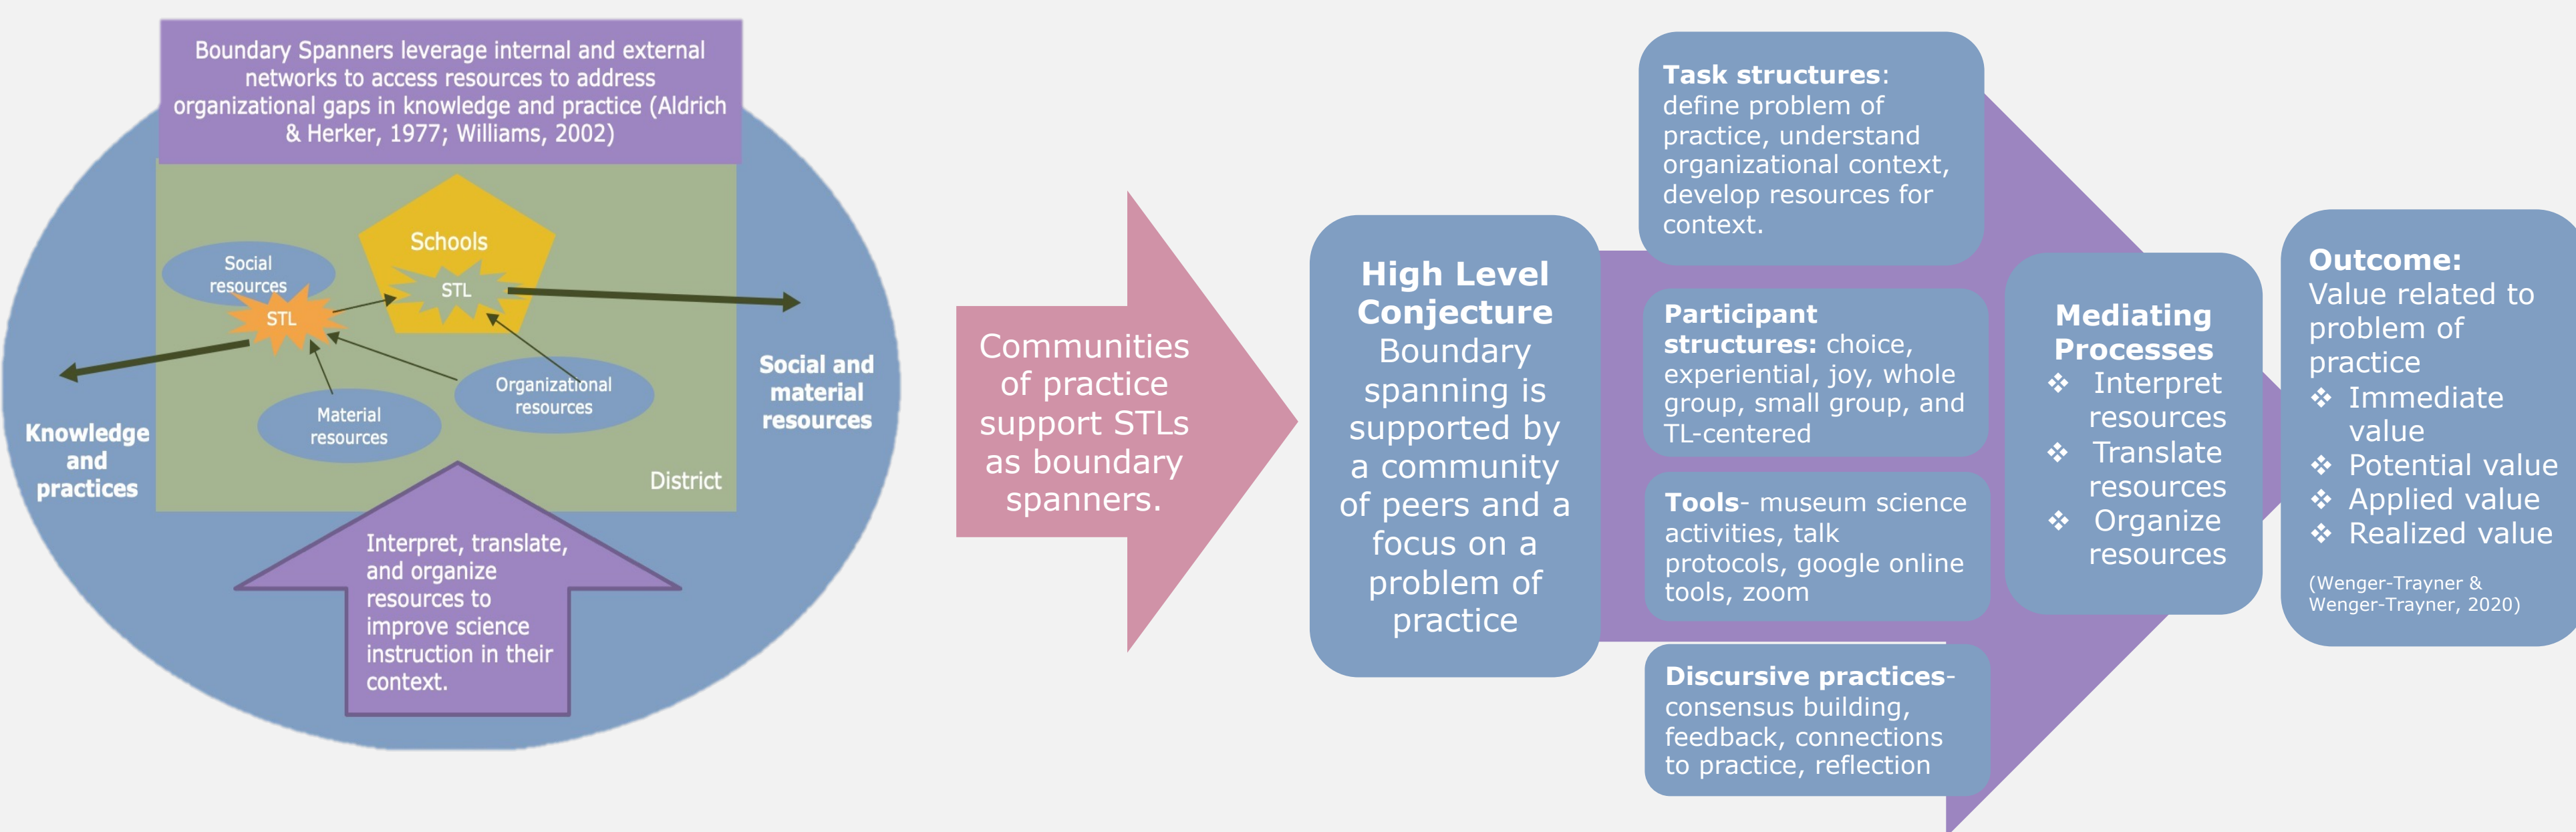 Boundary Spanners leverage internal and external
networks to access resources to address
organizational gaps in knowledge and practice (Aldrich
& Herker, 1977; Williams, 2002)
Schools
STL
Social
resources
STL
Organizational
resources
Material
resources
District
Knowledge
and
practices
Social and
material
resources
Interpret, translate,
and organize
resources to
improve science
instruction in their
context.
Communities
of practice
support STLs
as boundary
spanners.
High Level
Conjecture
Boundary
spanning is
supported by
a community
of peers and a
focus on a
problem of
practice
Task structures:
define problem of
practice, understand
organizational context,
develop resources for
context.
Participant
structures: choice,
experiential, joy, whole
group, small group, and
TL-centered
Tools- museum science
activities, talk
protocols, google online
tools, zoom
Discursive practices-
consensus building,
feedback, connections
to practice, reflection
Mediating
Processes
❖ Interpret
resources
❖ Translate
resources
❖ Organize
resources
Outcome:
Value related to
problem of
practice
❖ Immediate
value
❖ Potential value
❖ Applied value
❖ Realized value
(Wenger-Trayner &
Wenger-Trayner, 2020)